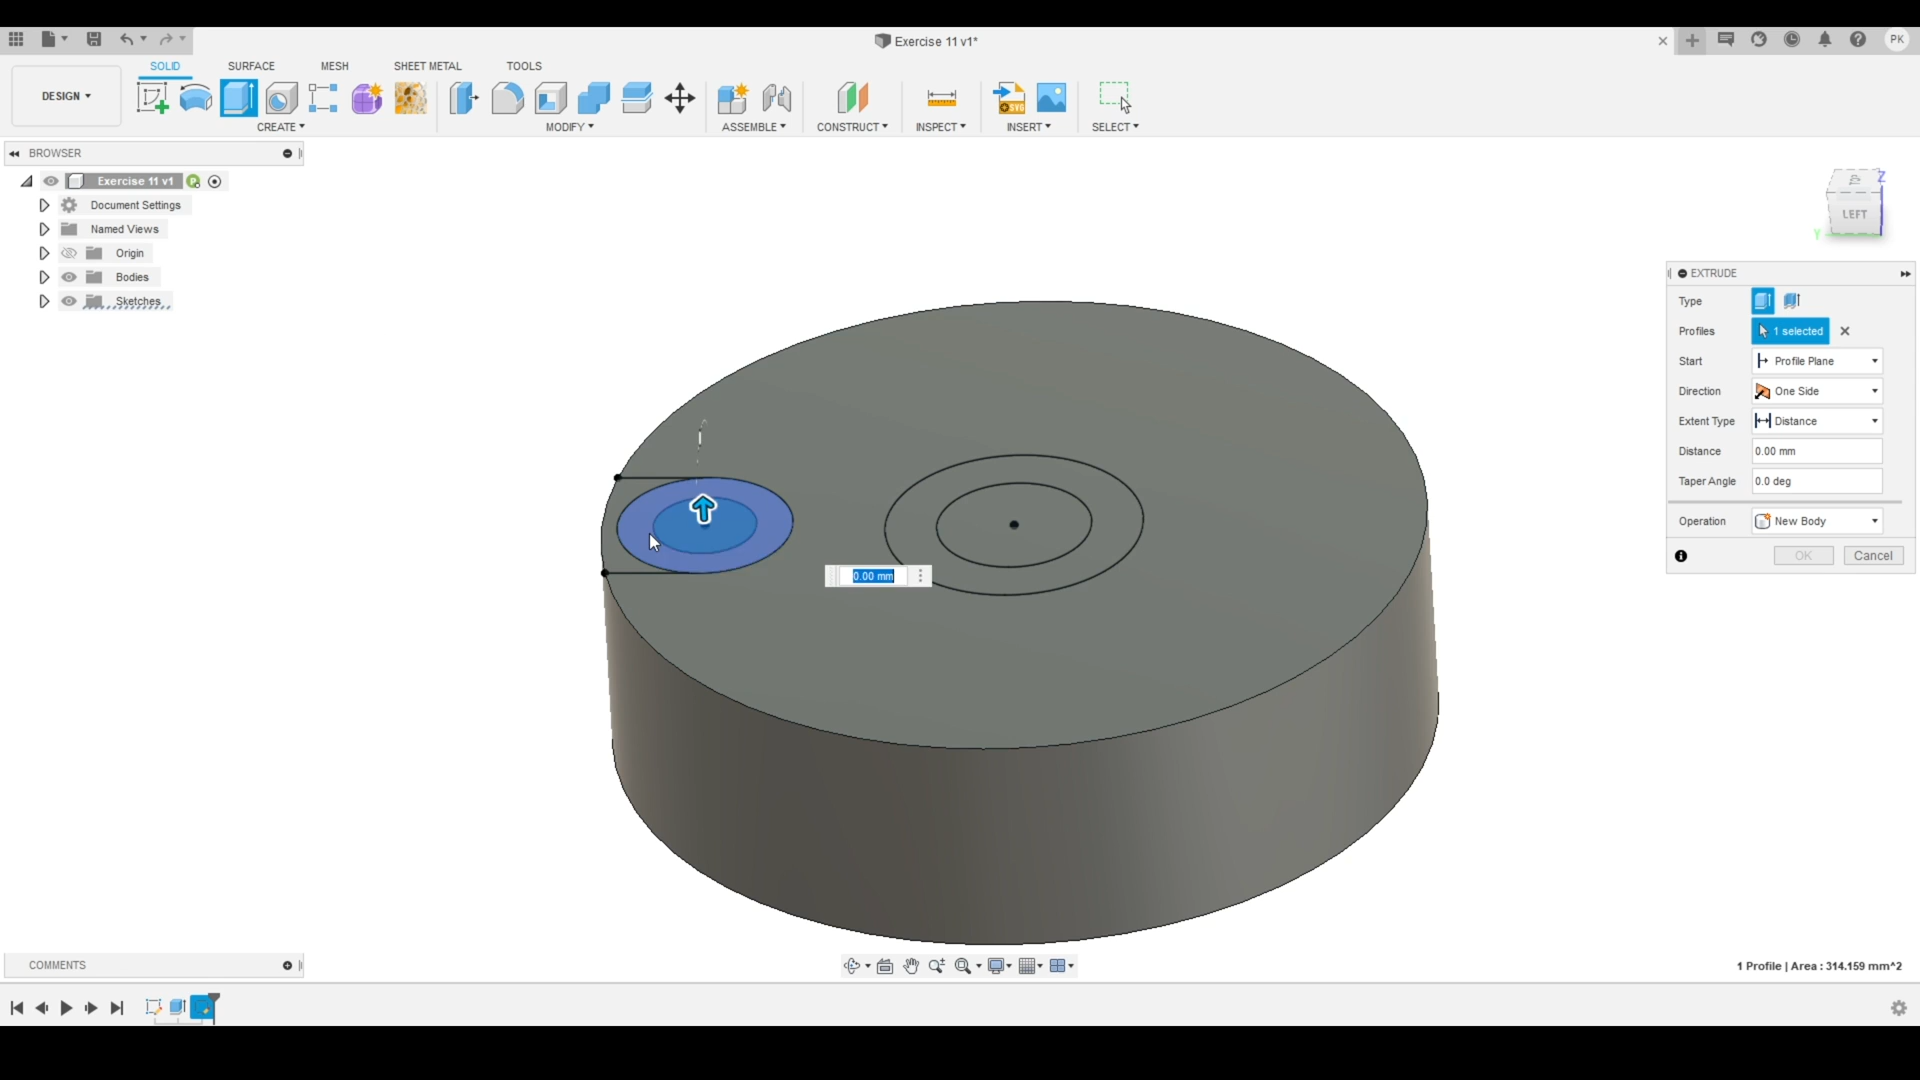 Exercise 11 v1*
PK
DESIGN
SOLID
SURFACE
MESH
SHEET METAL
TOOLS
CREATE
MODIFY
ASSEMBLE
CONSTRUCT
INSPECT
INSERT
SELECT
SVG
BROWSER
Exercise 11 v1
Document Settings
Named Views
Origin
Bodies
Sketches
Z
LEFT
Y
EXTRUDE
Type
Profiles 1 selected
Start Profile Plane
Direction One Side
Extent Type Distance
Distance 0.00 mm
Taper Angle 0.0 deg
Operation New Body
OK Cancel
0.00 mm
COMMENTS
1 Profile | Area : 314.159 mm^2